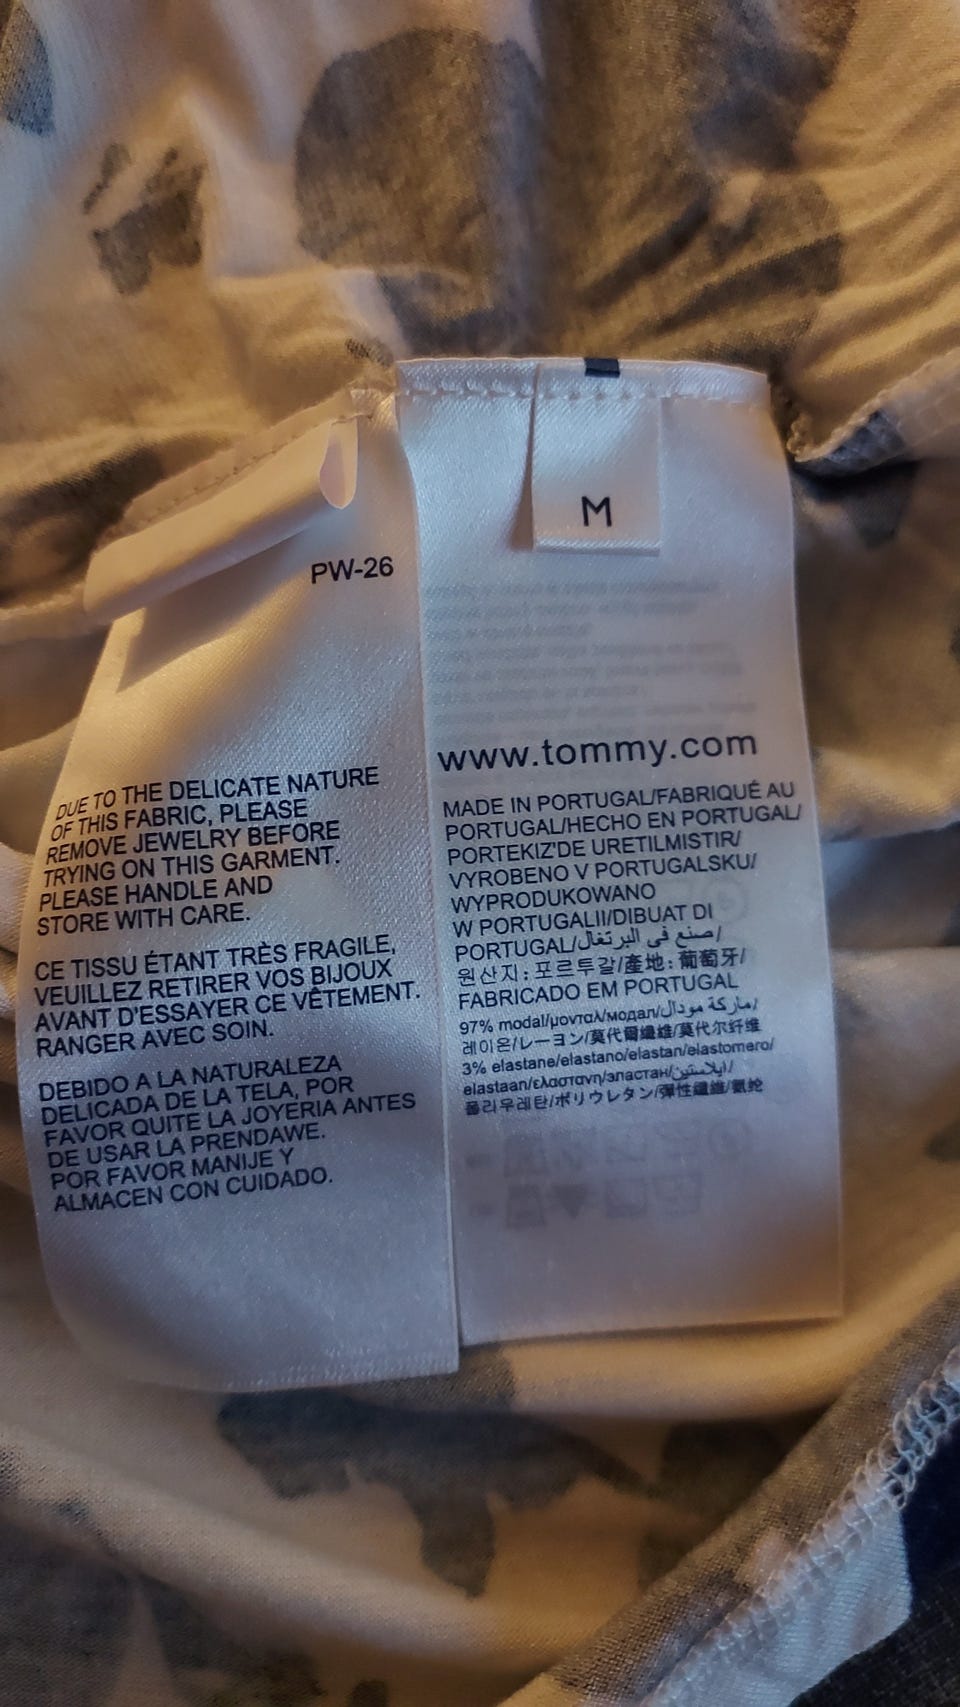 M
PW-26
DUE TO THE DELICATE NATURE
OF THIS FABRIC, PLEASE
REMOVE JEWELRY BEFORE
TRYING ON THIS GARMENT.
PLEASE HANDLE AND
STORE WITH CARE.
CE TISSU ÉTANT TRÈS FRAGILE,
VEUILLEZ RETIRER VOS BIJOUX
AVANT D'ESSAYER CE VÊTEMENT.
RANGER AVEC SOIN.
DEBIDO A LA NATURALEZA
DELICADA DE LA TELA, POR
FAVOR QUITE LA JOYERIA ANTES
DE USAR LA PRENDAWE.
POR FAVOR MANIJE Y
ALMACEN CON CUIDADO.
www.tommy.com
MADE IN PORTUGAL/FABRIQUÉ AU
PORTUGAL/HECHO EN PORTUGAL/
PORTEKIZ'DE URETILMISTIR/
VYROBENO V PORTUGALSKU/
WYPRODUKOWANO
W PORTUGALII/DIBUAT DI
PORTUGAL/صنع في البرتغال/
원산지: 포르투갈/產地: 葡萄牙/
FABRICADO EM PORTUGAL
97% modal/μονταλ/модал/ماركة مودال/
레이온/レーヨン/莫代爾纖維/莫代尔纤维
3% elastane/elastano/elastan/elastomero/
elastaan/ελαστανη/эластан/ايلاستين/
폴리우레탄/ポリウレタン/彈性纖維/氨纶